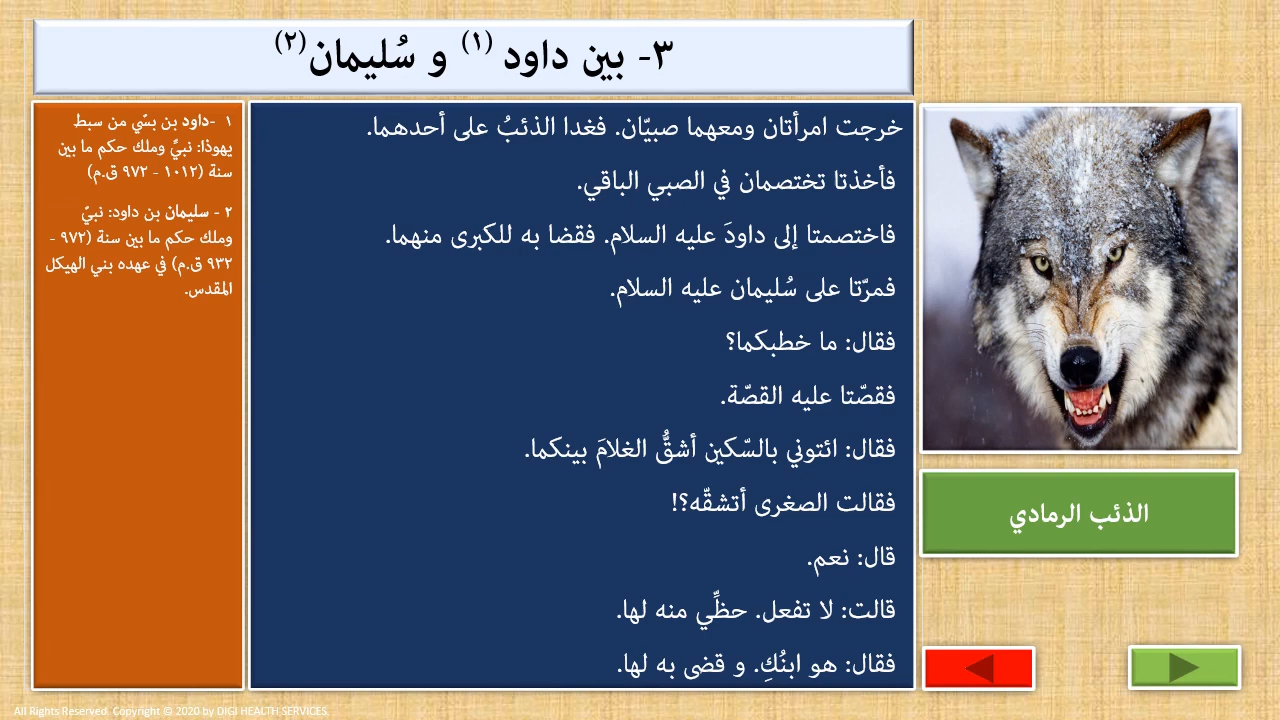 ٣- بين داود (١) و سُليمان(٢)
خرجت امرأتان ومعهما صبيّان. فغدا الذئبُ على أحدهما.
فأخذتا تختصمان في الصبي الباقي.
فاختصمتا إلى داودَ عليه السلام. فقضا به للكبرى منهما.
فمرّتا على سُليمان عليه السلام.
فقال: ما خطبكما؟
فقصّتا عليه القصّة.
فقال: ائتوني بالسّكين أشقُّ الغلامَ بينكما.
فقالت الصغرى أتشقّه؟!
قال: نعم.
قالت: لا تفعل. حظِّي منه لها.
فقال: هو ابنُكِ. و قضى به لها.
١ -داود بن يسّي من سبط
يهوذا: نبيٌّ وملك حكم ما بين
سنة (١٠١٢ - ٩٧٢ ق.م)
٢ - سليمان بن داود: نبيّ
وملك حكم ما بين سنة (٩٧٢ -
٩٣٢ ق.م) في عهده بني الهيكل
المقدس.
الذئب الرمادي
All Rights Reserved. Copyright © 2020 by DIGI HEALTH SERVICES.